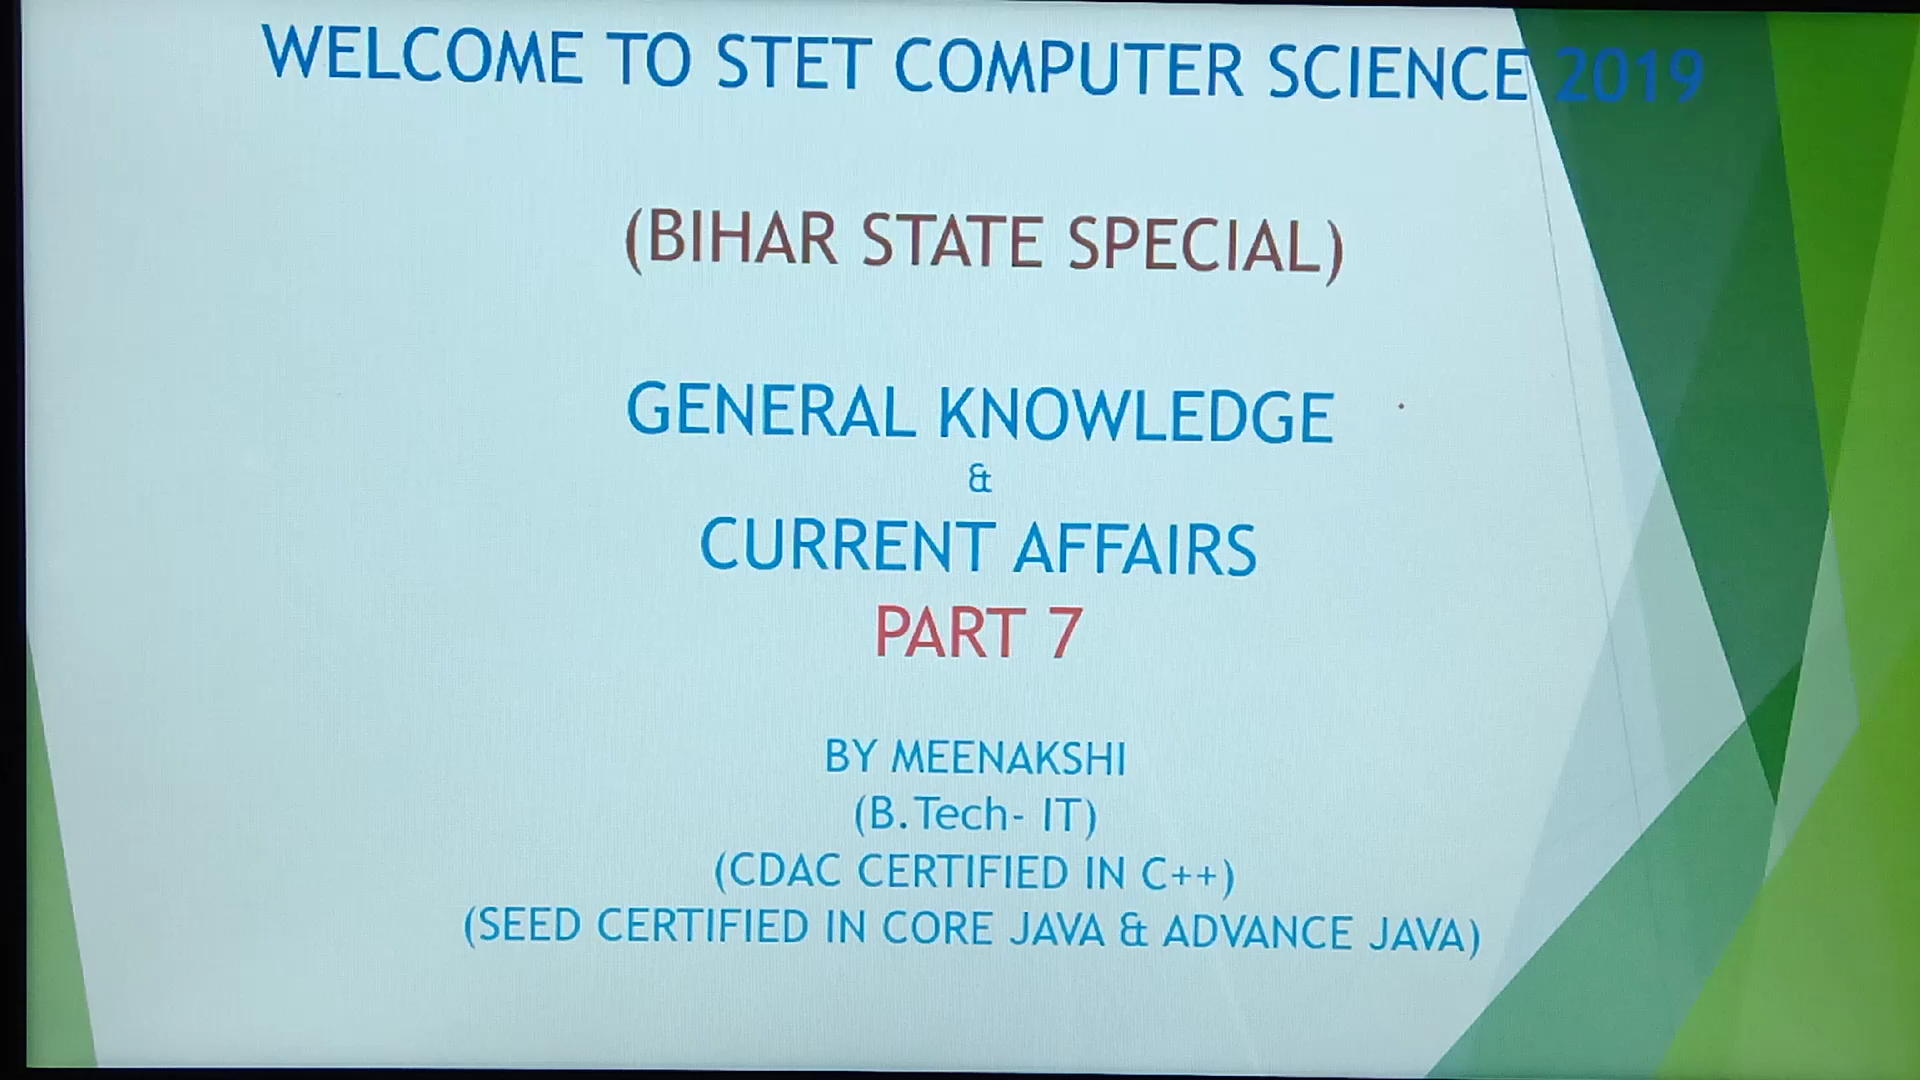 WELCOME TO STET COMPUTER SCIENCE 2019
(BIHAR STATE SPECIAL)
GENERAL KNOWLEDGE
&
CURRENT AFFAIRS
PART 7
BY MEENAKSHI
(B.Tech- IT)
(CDAC CERTIFIED IN C++)
(SEED CERTIFIED IN CORE JAVA & ADVANCE JAVA)